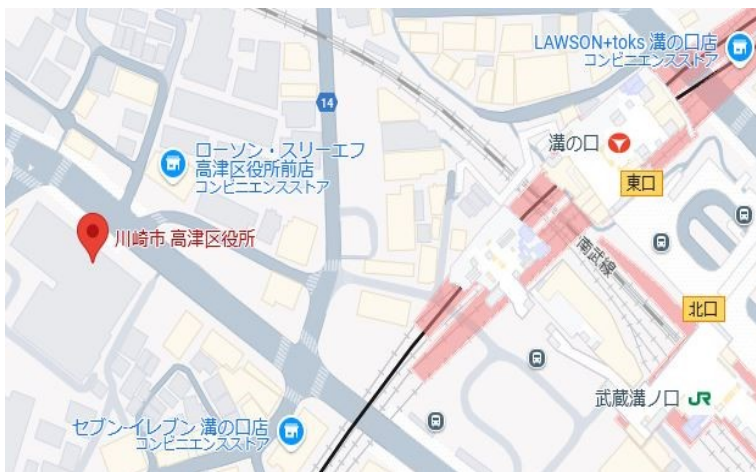 LAWSON+toks 溝の口店
コンビニエンスストア
14
溝の口
ローソン・スリーエフ
高津区役所前店
コンビニエンスストア
東口
川崎市 高津区役所
南武線
北口
武蔵溝ノ口 JR
セブン-イレブン 溝の口店
コンビニエンスストア